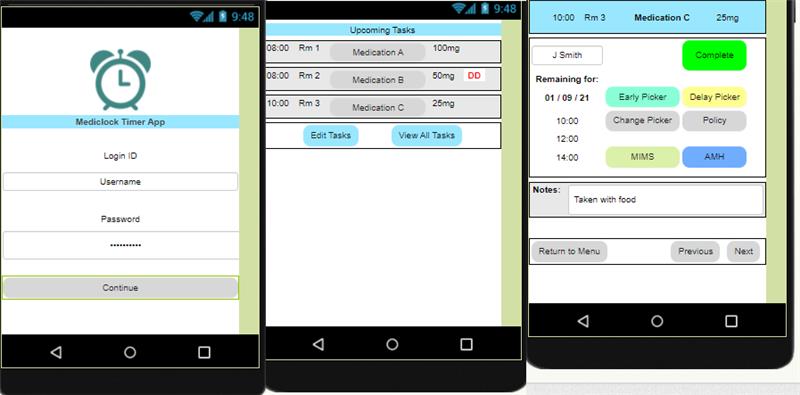 9:48
Mediclock Timer App
Login ID
Username
Password
••••••••••
Continue
9:48
Upcoming Tasks
08:00 Rm 1 Medication A 100mg
08:00 Rm 2 Medication B 50mg DD
10:00 Rm 3 Medication C 25mg
Edit Tasks View All Tasks
9:48
10:00 Rm 3 Medication C 25mg
J Smith Complete
Remaining for:
01 / 09 / 21 Early Picker Delay Picker
10:00 Change Picker Policy
12:00
14:00 MIMS AMH
Notes:
Taken with food
Return to Menu Previous Next